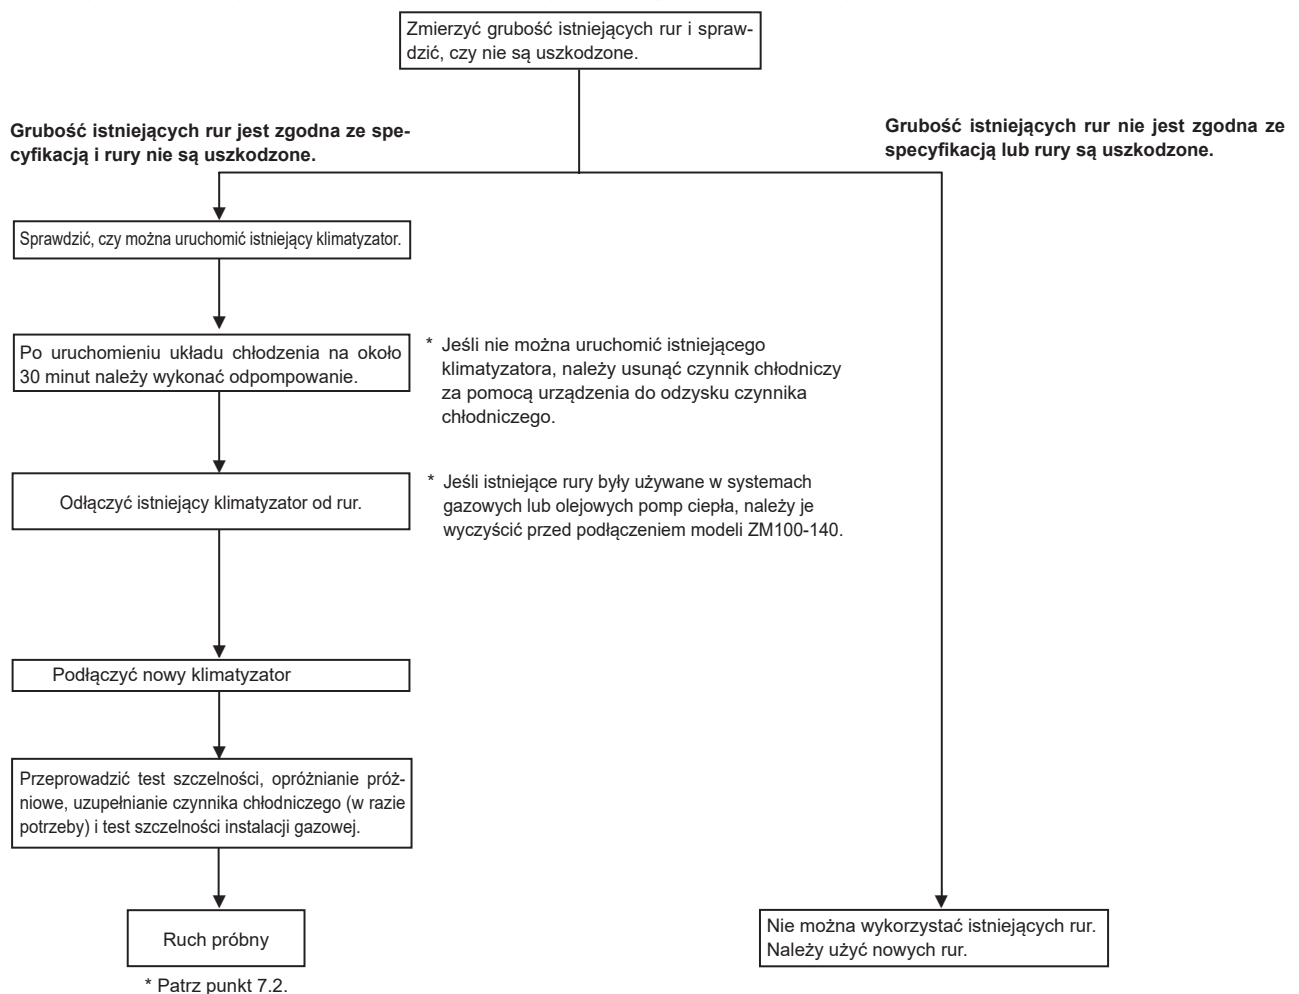 Zmierzyć grubość istniejących rur i spraw-
dzić, czy nie są uszkodzone.
Grubość istniejących rur jest zgodna ze spe-
cyfikacją i rury nie są uszkodzone.
Grubość istniejących rur nie jest zgodna ze
specyfikacją lub rury są uszkodzone.
Sprawdzić, czy można uruchomić istniejący klimatyzator.
Po uruchomieniu układu chłodzenia na około
30 minut należy wykonać odpompowanie.
* Jeśli nie można uruchomić istniejącego
klimatyzatora, należy usunąć czynnik chłodniczy
za pomocą urządzenia do odzysku czynnika
chłodniczego.
Odłączyć istniejący klimatyzator od rur.
* Jeśli istniejące rury były używane w systemach
gazowych lub olejowych pomp ciepła, należy je
wyczyścić przed podłączeniem modeli ZM100-140.
Podłączyć nowy klimatyzator
Przeprowadzić test szczelności, opróżnianie próż-
niowe, uzupełnianie czynnika chłodniczego (w razie
potrzeby) i test szczelności instalacji gazowej.
Ruch próbny
* Patrz punkt 7.2.
Nie można wykorzystać istniejących rur.
Należy użyć nowych rur.